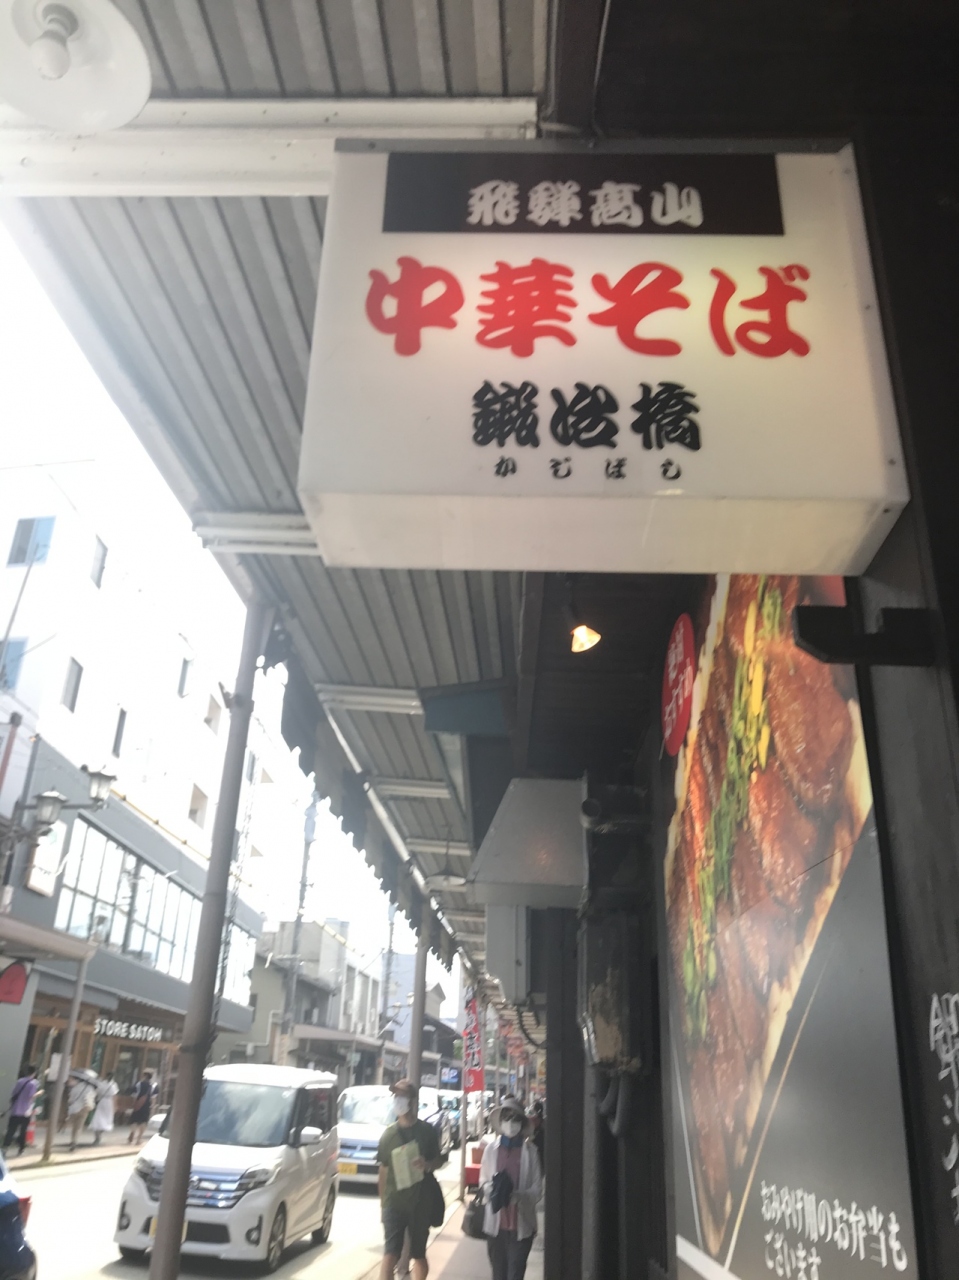 飛騨高山
中華そば
鍛冶橋
かじばし
STORE SATOH
おみやげ用のお弁当も
ございます